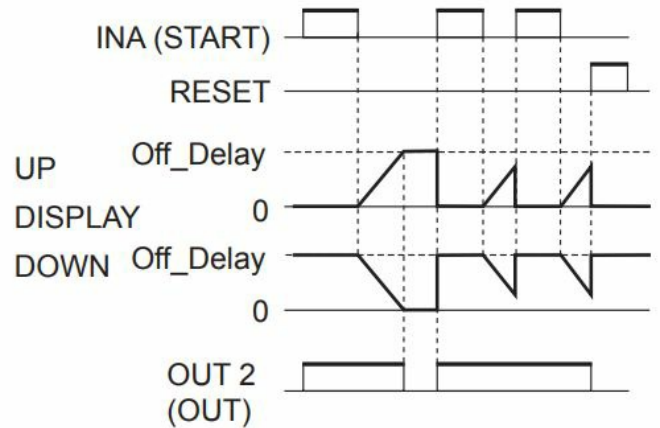 INA (START)
RESET
UP
Off_Delay
DISPLAY
0
DOWN
Off_Delay
0
OUT 2
(OUT)